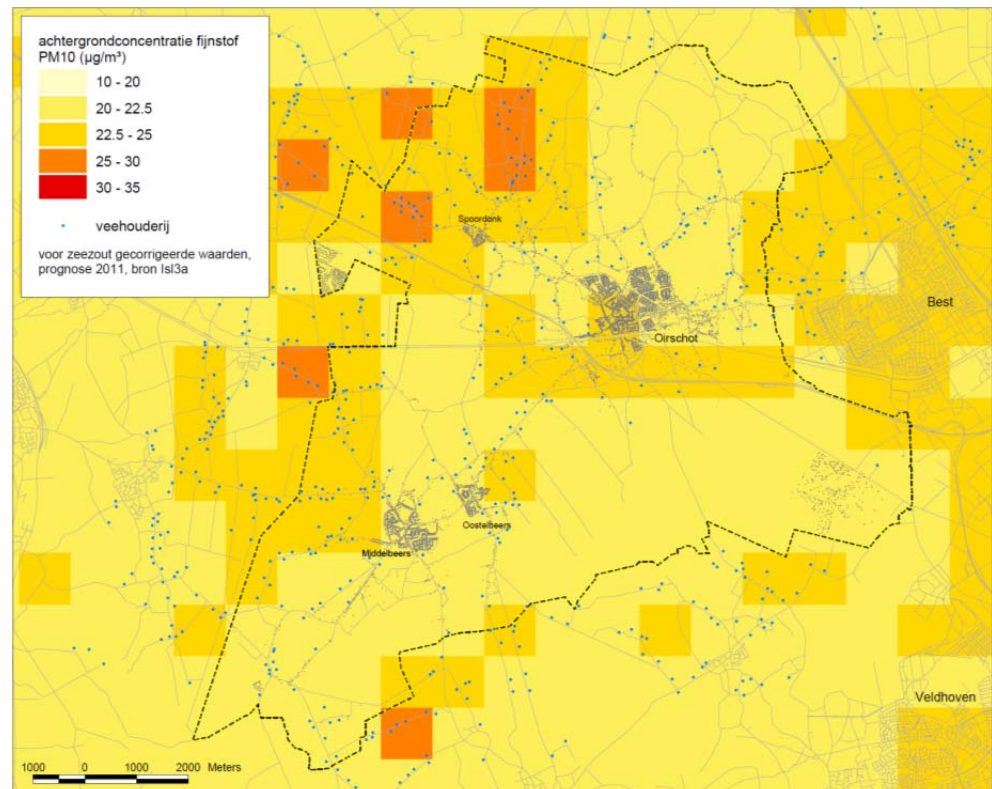 achtergrondconcentratie fijnstof
PM10 (µg/m³)
10 - 20
20 - 22.5
22.5 - 25
25 - 30
30 - 35
veehouderij
voor zeezout gecorrigeerde waarden,
prognose 2011, bron Isl3a
Spoordonk
Best
Oirschot
Oostelbeers
Middelbeers
Veldhoven
1000 0 1000 2000 Meters